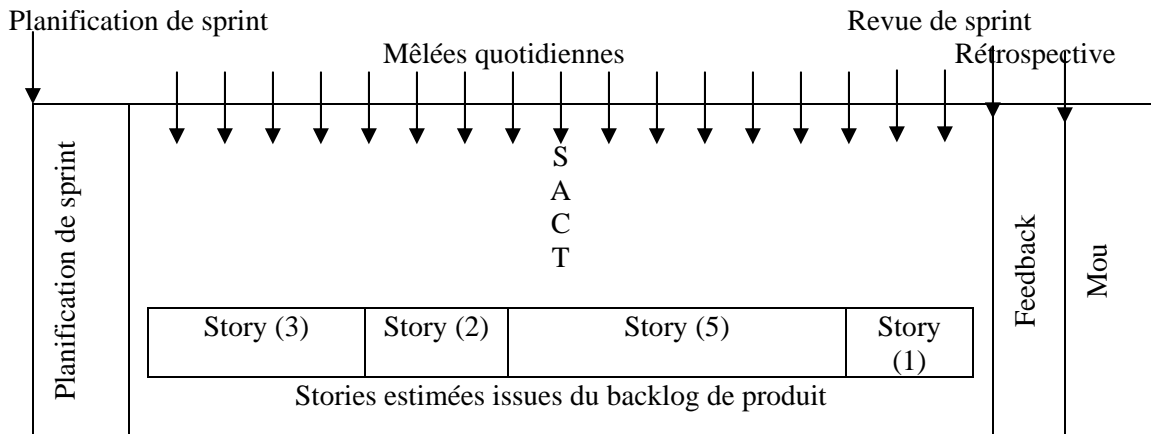 Planification de sprint
Revue de sprint
Mêlées quotidiennes
Rétrospective
Planification de sprint
S
A
C
T
Feedback
Mou
Story (3)
Story (2)
Story (5)
Story
(1)
Stories estimées issues du backlog de produit